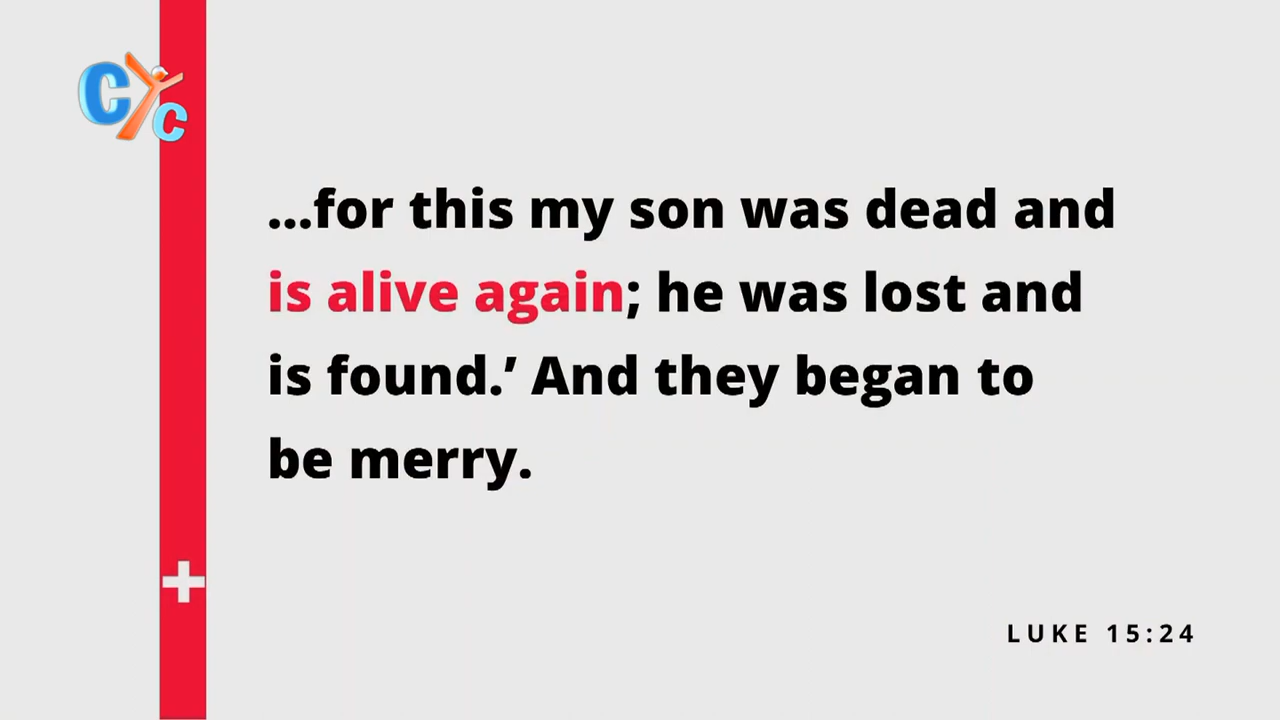 CYC
...for this my son was dead and
is alive again; he was lost and
is found.’ And they began to
be merry.
LUKE 15:24